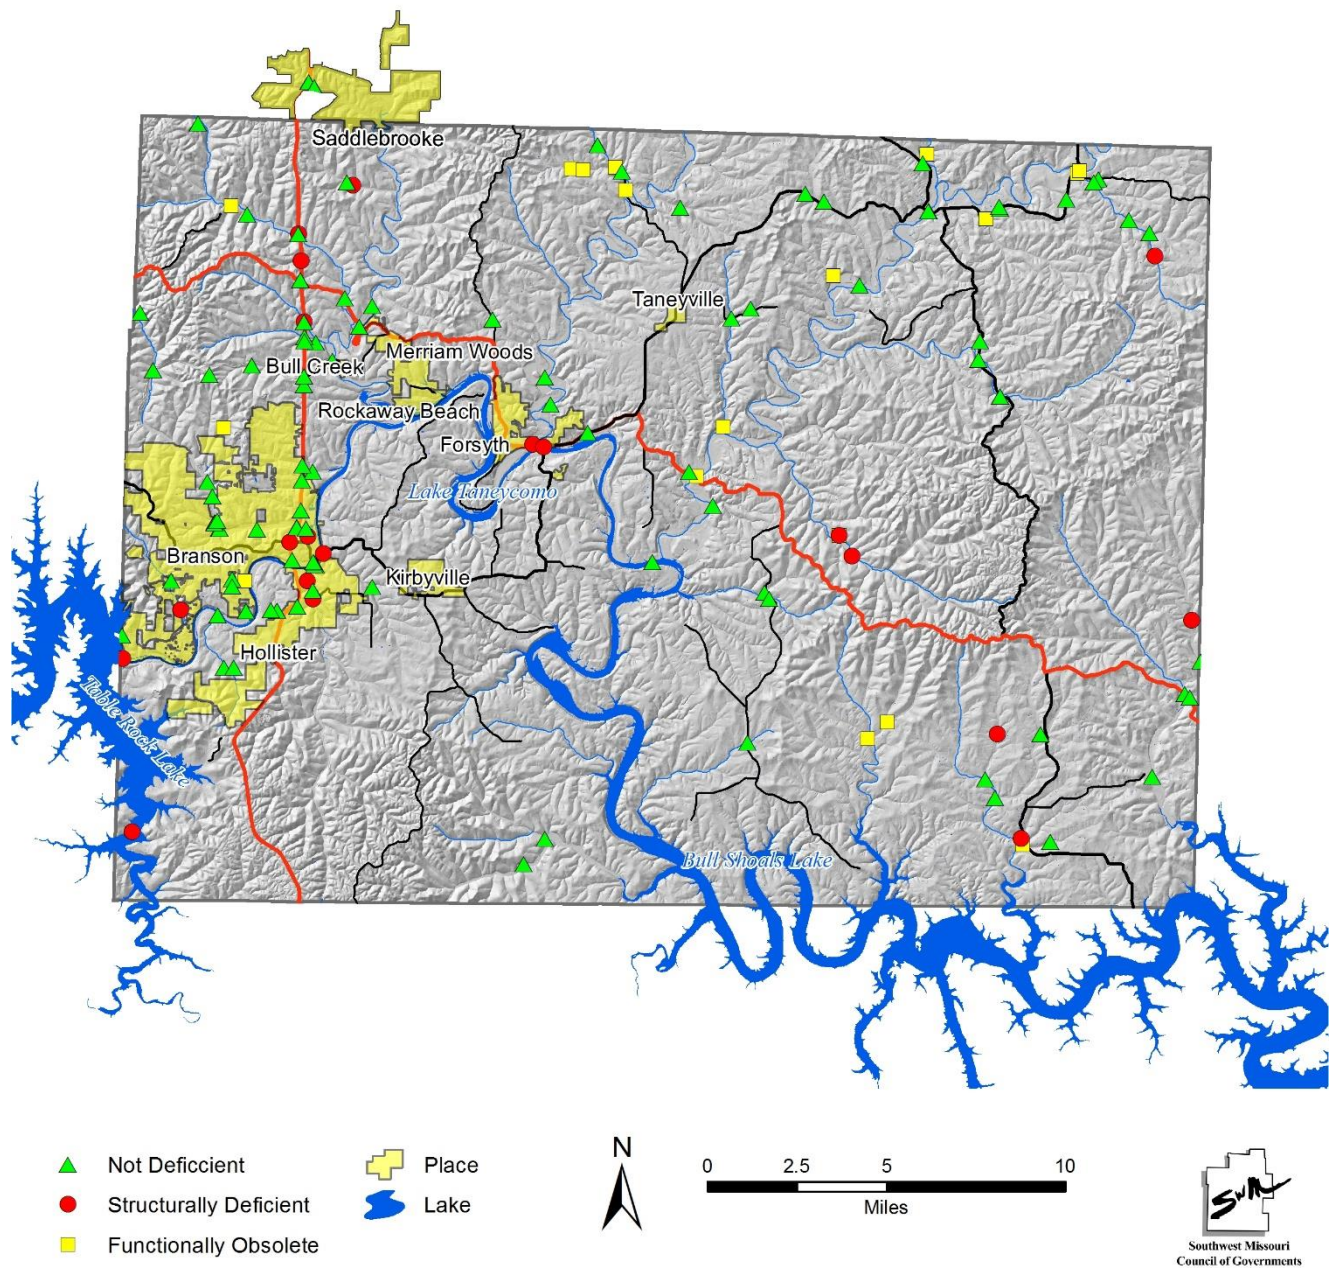 Saddlebrooke
Taneyville
Merriam Woods
Bull Creek
Rockaway Beach
Forsyth
Lake Taneycomo
Branson
Kirbyville
Hollister
Table Rock Lake
Bull Shoals Lake
Not Deficcient
Structurally Deficient
Functionally Obsolete
Place
Lake
N
0 2.5 5 10
Miles
SWM
Southwest Missouri
Council of Governments